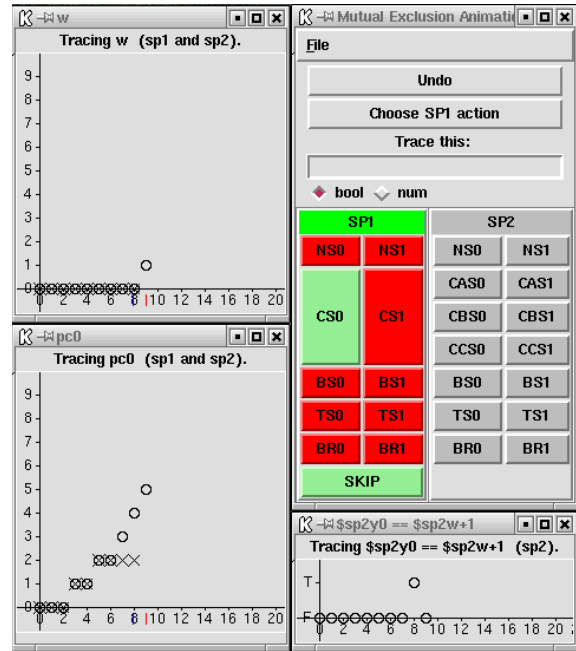 w
Tracing w (sp1 and sp2).
9
8
7
6
5
4
3
2
1
0
0 2 4 6 8 10 12 14 16 18 20
pc0
Tracing pc0 (sp1 and sp2).
9
8
7
6
5
4
3
2
1
0
0 2 4 6 8 10 12 14 16 18 20
Mutual Exclusion Animati
File
Undo
Choose SP1 action
Trace this:
bool num
SP1 SP2
NS0 NS1 NS0 NS1
CS0 CS1 CAS0 CAS1
CBS0 CBS1
CCS0 CCS1
BS0 BS1 BS0 BS1
TS0 TS1 TS0 TS1
BR0 BR1 BR0 BR1
SKIP
$sp2y0 == $sp2w+1
Tracing $sp2y0 == $sp2w+1 (sp2).
T
F
0 2 4 6 8 10 12 14 16 18 20